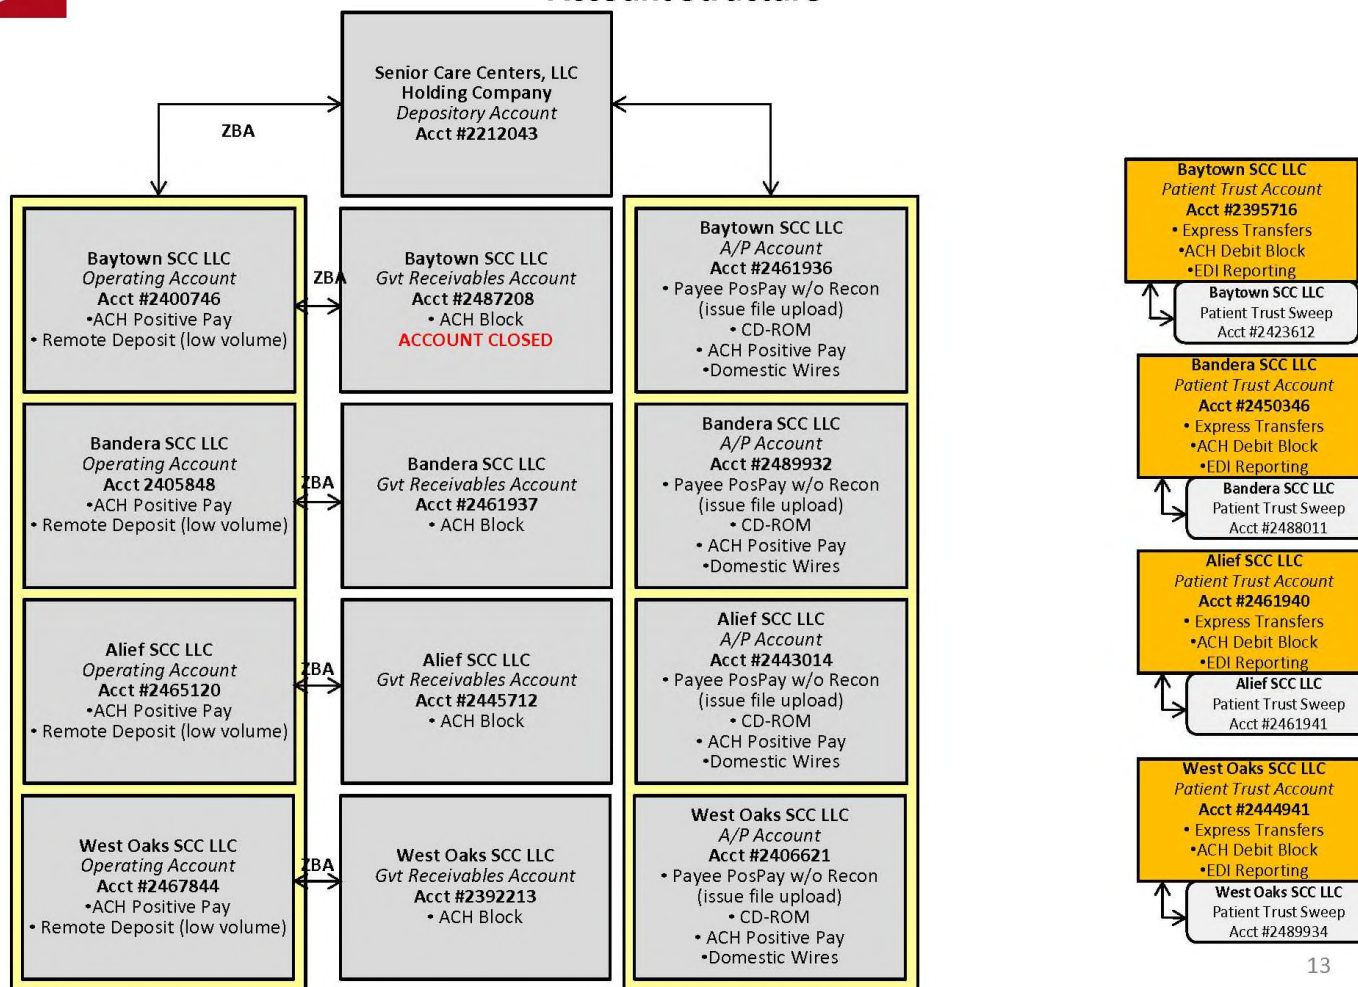 Account Structure
Senior Care Centers, LLC
Holding Company
Depository Account
Acct #2212043
ZBA
Baytown SCC LLC
Operating Account
Acct #2400746
•ACH Positive Pay
• Remote Deposit (low volume)
ZBA
Baytown SCC LLC
Gvt Receivables Account
Acct #2487208
• ACH Block
ACCOUNT CLOSED
Baytown SCC LLC
A/P Account
Acct #2461936
• Payee PosPay w/o Recon
(issue file upload)
• CD-ROM
• ACH Positive Pay
•Domestic Wires
Bandera SCC LLC
Operating Account
Acct 2405848
•ACH Positive Pay
• Remote Deposit (low volume)
ZBA
Bandera SCC LLC
Gvt Receivables Account
Acct #2461937
• ACH Block
Bandera SCC LLC
A/P Account
Acct #2489932
• Payee PosPay w/o Recon
(issue file upload)
• CD-ROM
• ACH Positive Pay
•Domestic Wires
Alief SCC LLC
Operating Account
Acct #2465120
•ACH Positive Pay
• Remote Deposit (low volume)
ZBA
Alief SCC LLC
Gvt Receivables Account
Acct #2445712
• ACH Block
Alief SCC LLC
A/P Account
Acct #2443014
• Payee PosPay w/o Recon
(issue file upload)
• CD-ROM
• ACH Positive Pay
•Domestic Wires
West Oaks SCC LLC
Operating Account
Acct #2467844
•ACH Positive Pay
• Remote Deposit (low volume)
ZBA
West Oaks SCC LLC
Gvt Receivables Account
Acct #2392213
• ACH Block
West Oaks SCC LLC
A/P Account
Acct #2406621
• Payee PosPay w/o Recon
(issue file upload)
• CD-ROM
• ACH Positive Pay
•Domestic Wires
Baytown SCC LLC
Patient Trust Account
Acct #2395716
• Express Transfers
•ACH Debit Block
•EDI Reporting
Baytown SCC LLC
Patient Trust Sweep
Acct #2423612
Bandera SCC LLC
Patient Trust Account
Acct #2450346
• Express Transfers
•ACH Debit Block
•EDI Reporting
Bandera SCC LLC
Patient Trust Sweep
Acct #2488011
Alief SCC LLC
Patient Trust Account
Acct #2461940
• Express Transfers
•ACH Debit Block
•EDI Reporting
Alief SCC LLC
Patient Trust Sweep
Acct #2461941
West Oaks SCC LLC
Patient Trust Account
Acct #2444941
• Express Transfers
•ACH Debit Block
•EDI Reporting
West Oaks SCC LLC
Patient Trust Sweep
Acct #2489934
13